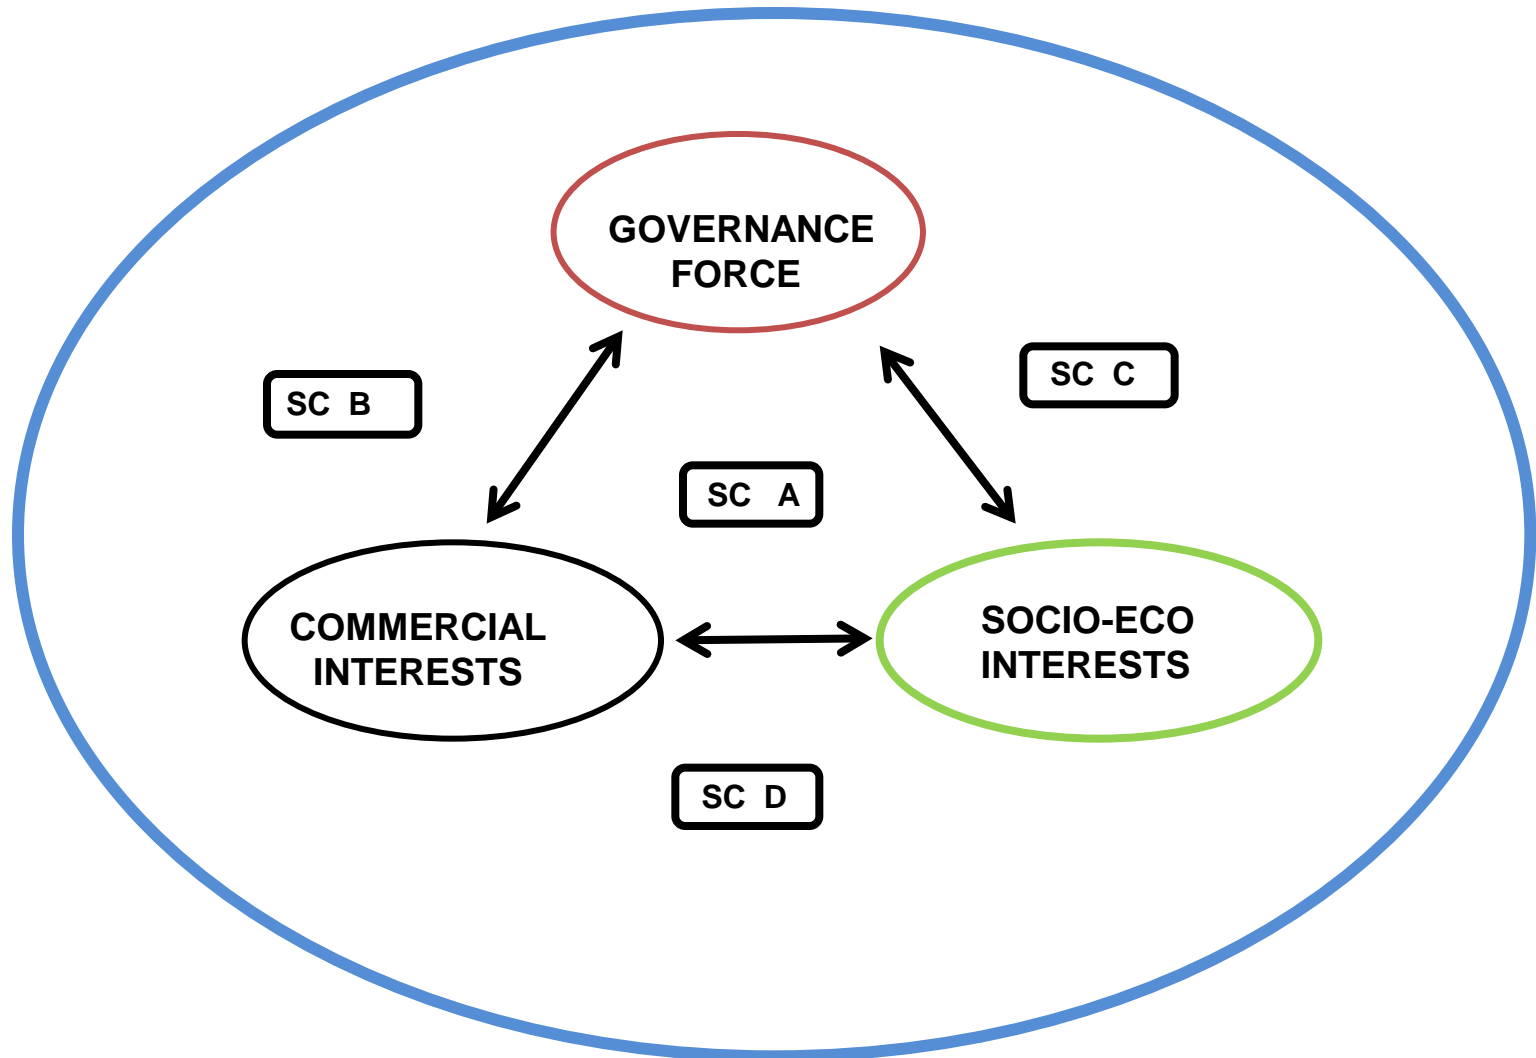 GOVERNANCE
FORCE
SC C
SC B
SC A
COMMERCIAL
INTERESTS
SOCIO-ECO
INTERESTS
SC D